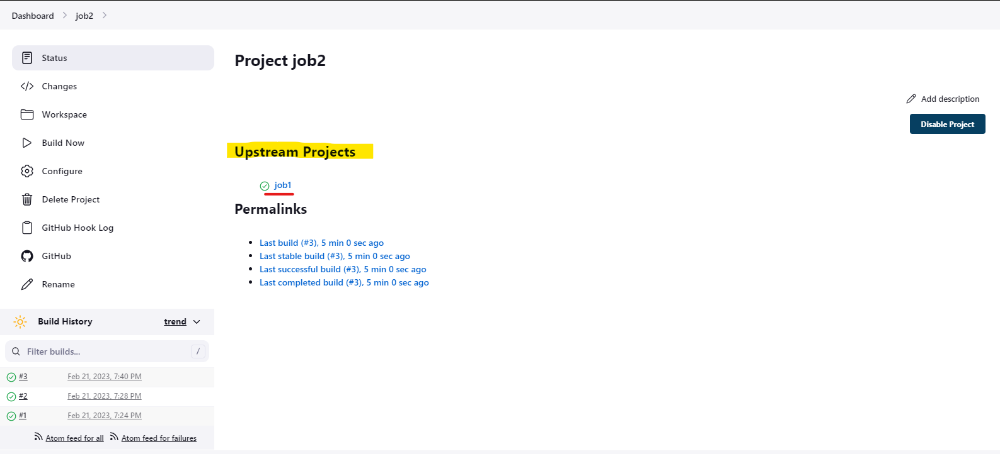 Dashboard > job2 >
Status
Changes
Workspace
Build Now
Configure
Delete Project
GitHub Hook Log
GitHub
Rename
Build History trend
Filter builds... /
#3 Feb 21, 2023, 7:40 PM
#2 Feb 21, 2023, 7:28 PM
#1 Feb 21, 2023, 7:24 PM
Atom feed for all Atom feed for failures
Project job2
Add description
Disable Project
Upstream Projects
job1
Permalinks
Last build (#3), 5 min 0 sec ago
Last stable build (#3), 5 min 0 sec ago
Last successful build (#3), 5 min 0 sec ago
Last completed build (#3), 5 min 0 sec ago